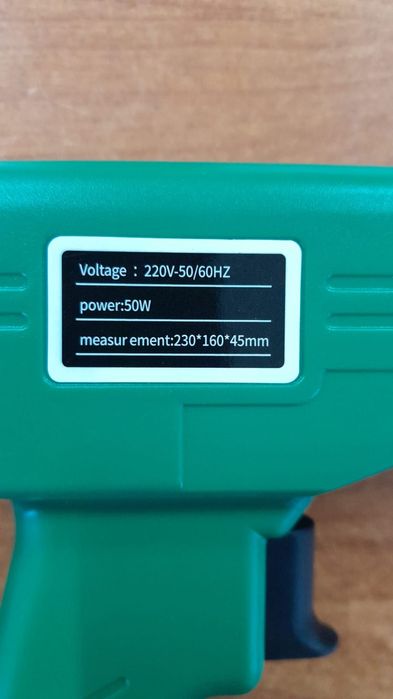 Voltage : 220V-50/60HZ
power:50W
measur ement:230*160*45mm